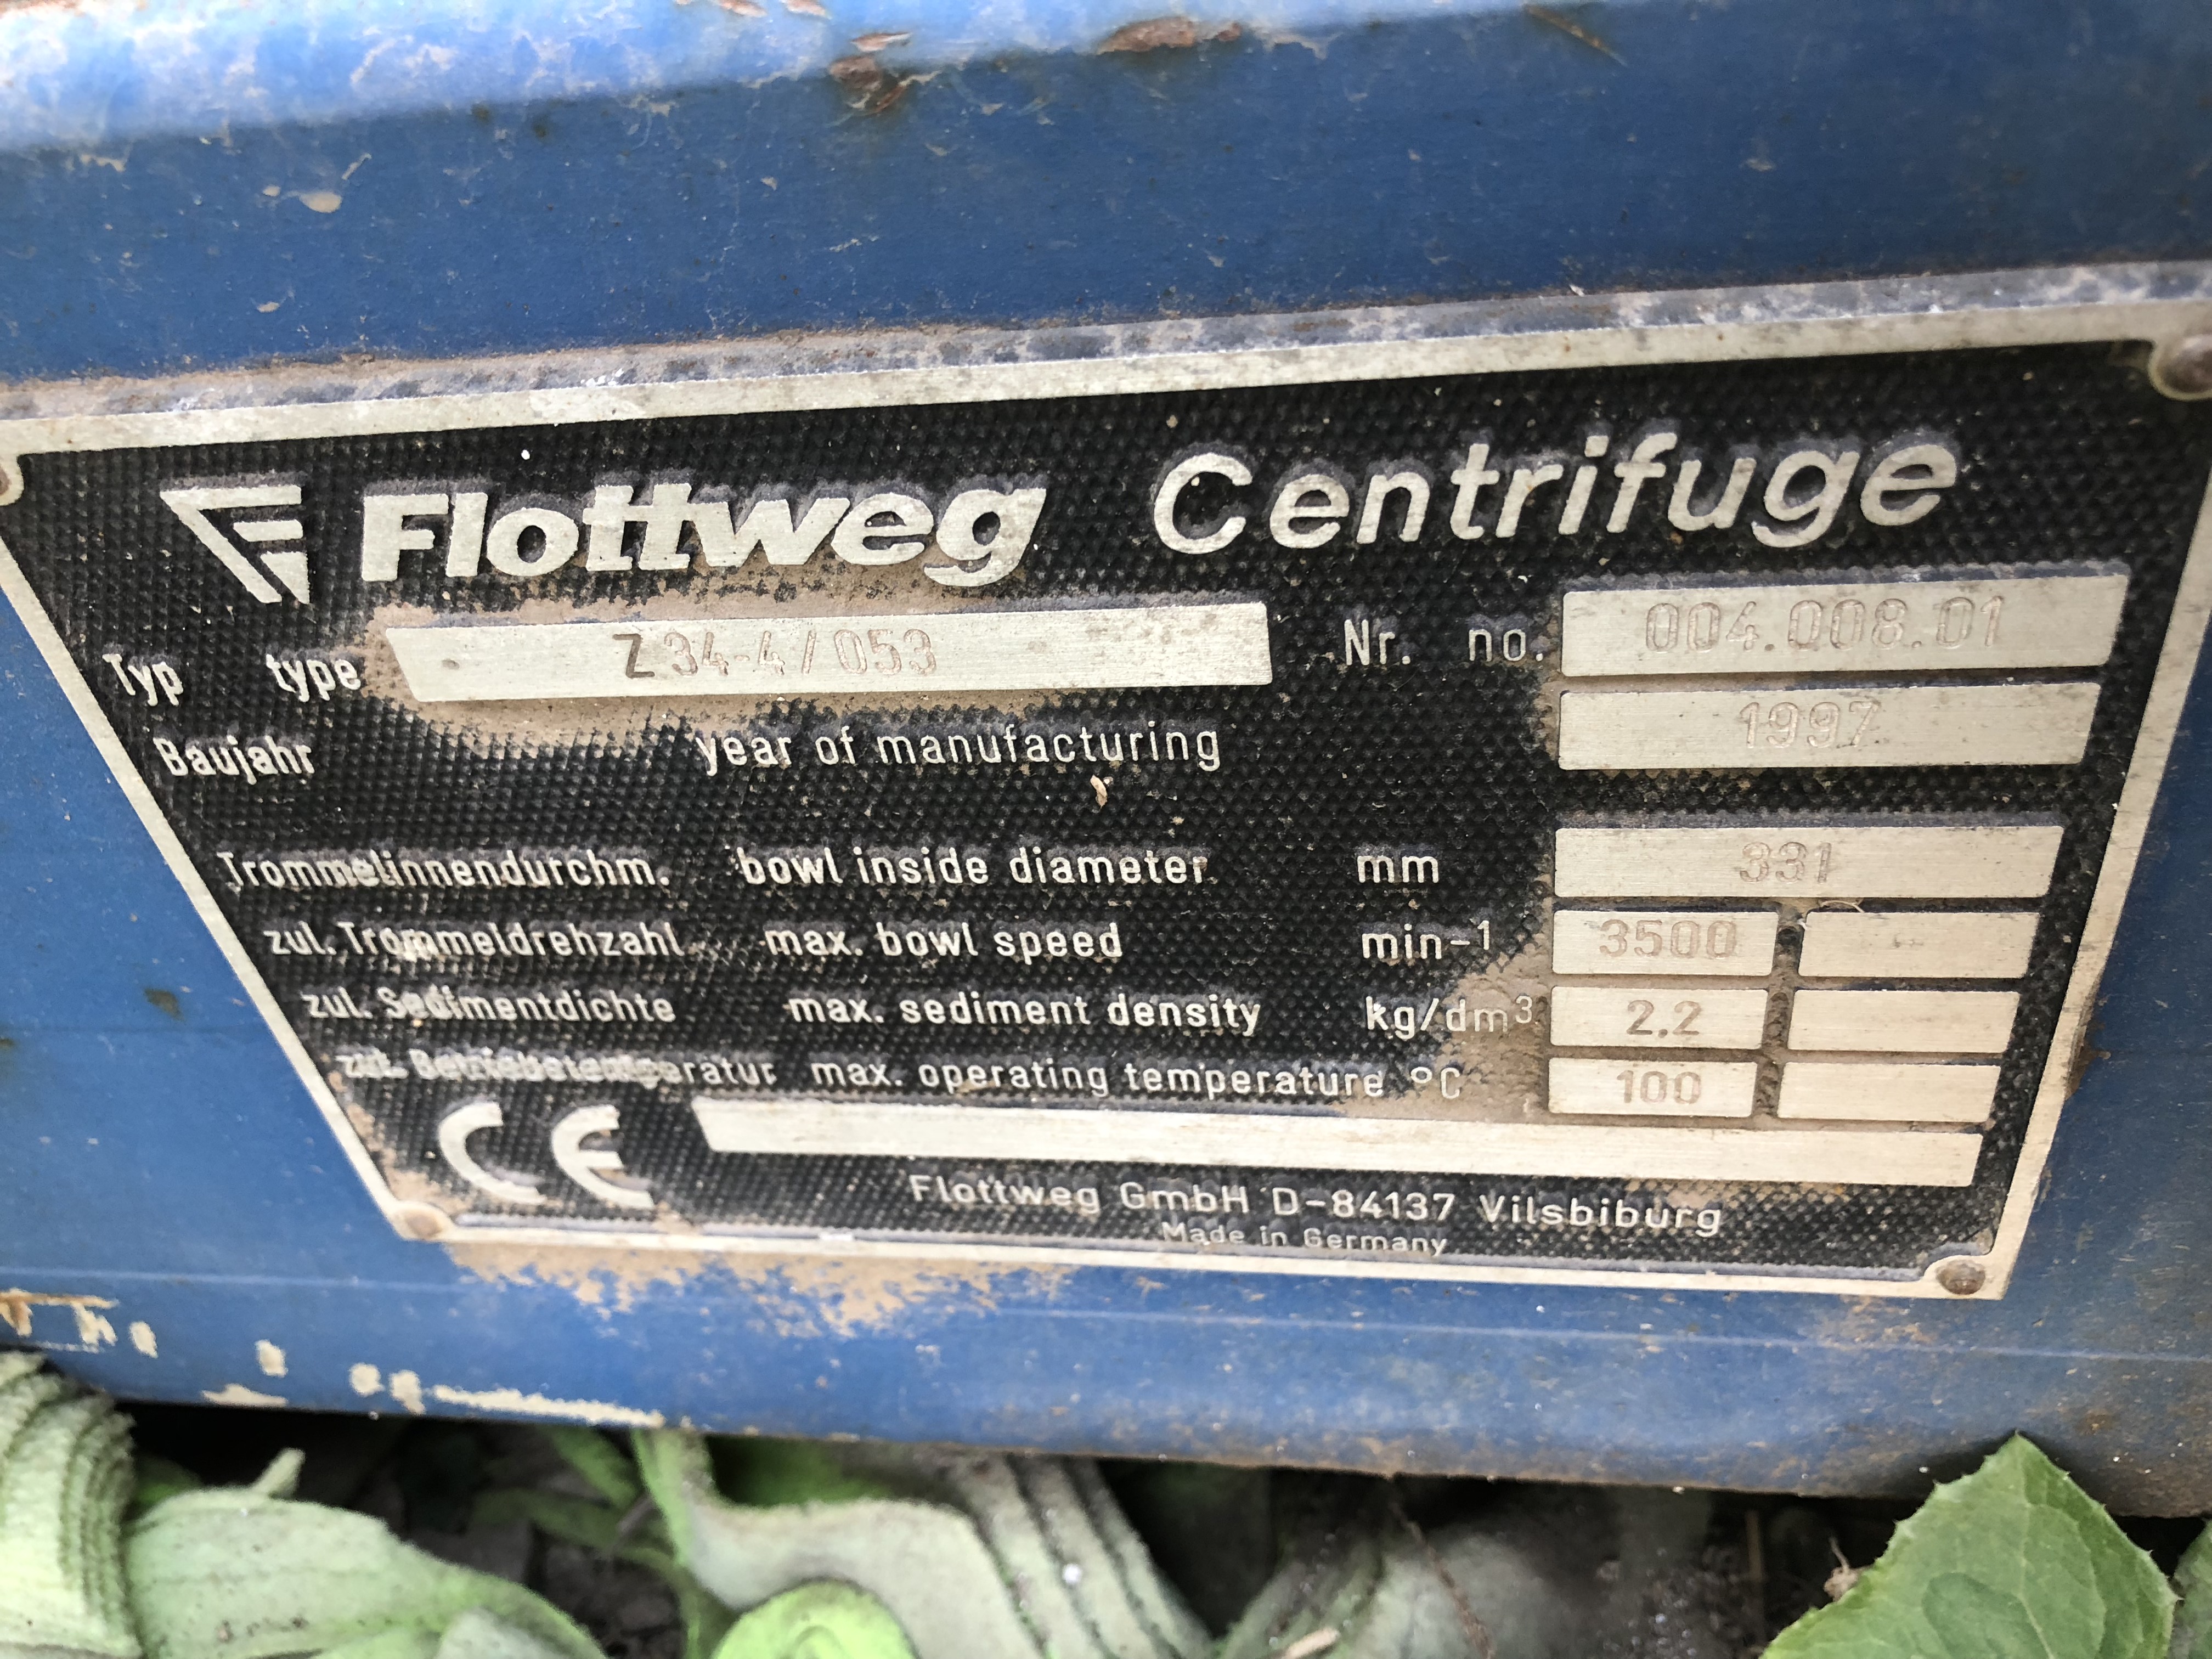 Flottweg Centrifuge
Typ type Z 34-4 / 053 Nr. no. 004.008.01
Baujahr year of manufacturing 1997
Trommelinnendurchm. bowl inside diameter mm 331
zul. Trommeldrehzahl max. bowl speed min-1 3500
zul. Sedimentdichte max. sediment density kg/dm³ 2.2
zul. max. operating temperature °C 100
CE
Flottweg GmbH D-84137 Vilsbiburg
Made in Germany